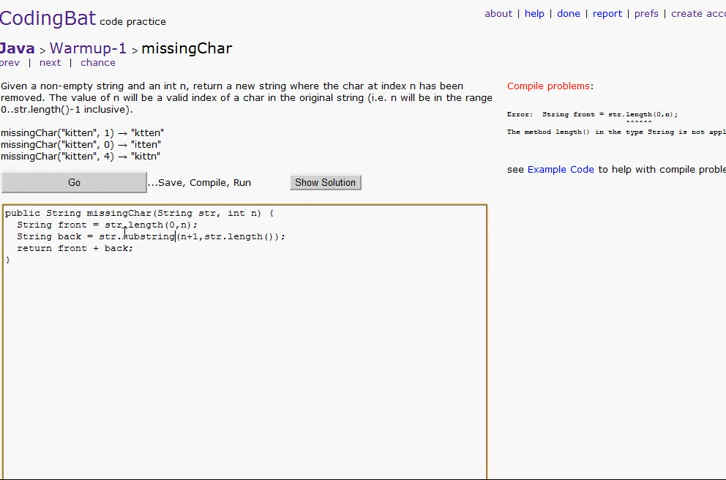 CodingBat code practice
about | help | done | report | prefs | create acc
Java > Warmup-1 > missingChar
prev | next | chance
Given a non-empty string and an int n, return a new string where the char at index n has been
removed. The value of n will be a valid index of a char in the original string (i.e. n will be in the range
0..str.length()-1 inclusive).
missingChar("kitten", 1) → "ktten"
missingChar("kitten", 0) → "itten"
missingChar("kitten", 4) → "kittn"
Go
...Save, Compile, Run
Show Solution
public String missingChar(String str, int n) {
String front = str.length(0,n);
String back = str.substring(n+1,str.length());
return front + back;
}
Compile problems:
Error: String front = str.length(0,n);
^^^^^^
The method length() in the type String is not appl
see Example Code to help with compile proble